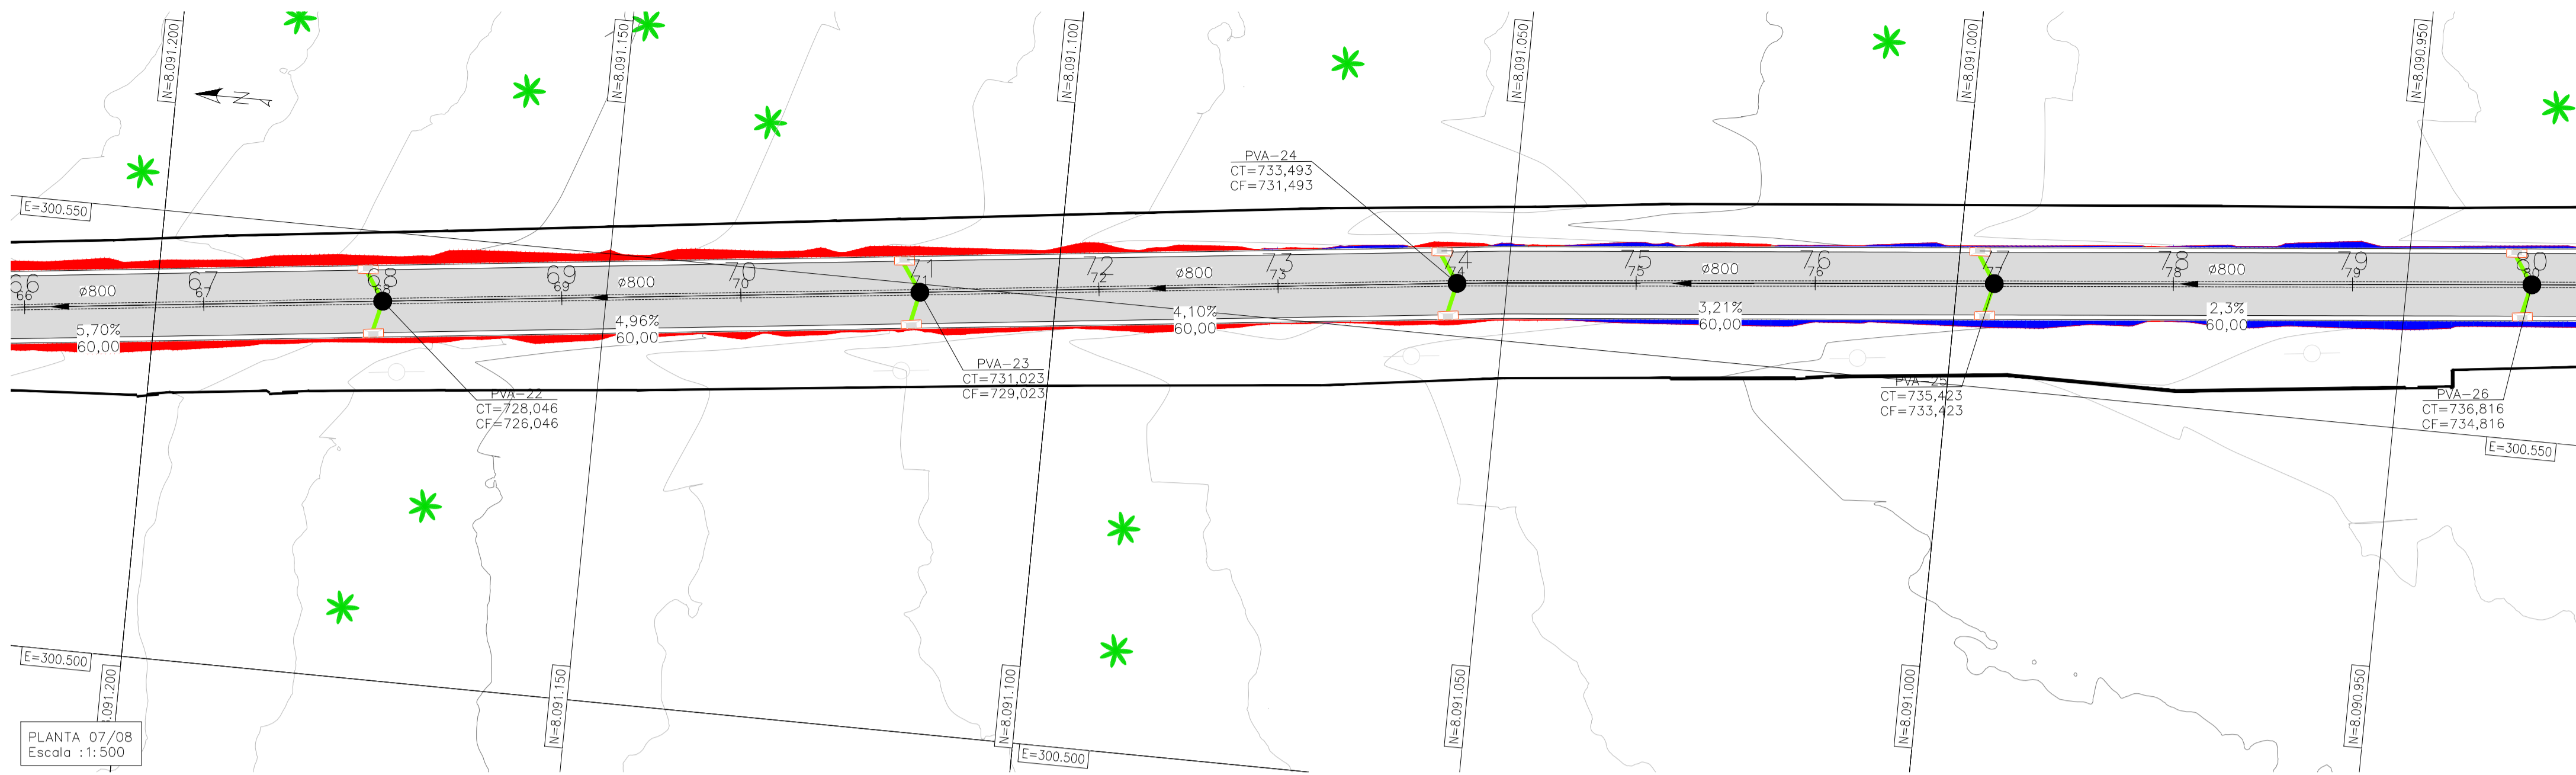 N=8.091.200
N=8.091.150
N=8.091.100
N=8.091.050
N=8.091.000
N=8.090.950
N
PVA-24
CT=733,493
CF=731,493
E=300.550
66
67
68
69
70
71
72
73
74
75
76
77
78
79
80
66
67
68
69
70
71
72
73
74
75
76
77
78
79
80
ø800
ø800
ø800
ø800
ø800
5,70%
60,00
4,96%
60,00
4,10%
60,00
3,21%
60,00
2,3%
60,00
PVA-22
CT=728,046
CF=726,046
PVA-23
CT=731,023
CF=729,023
PVA-25
CT=735,423
CF=733,423
PVA-26
CT=736,816
CF=734,816
E=300.550
E=300.500
8.091.200
N=8.091.150
N=8.091.100
N=8.091.050
N=8.091.000
N=8.090.950
E=300.500
PLANTA 07/08
Escala :1:500